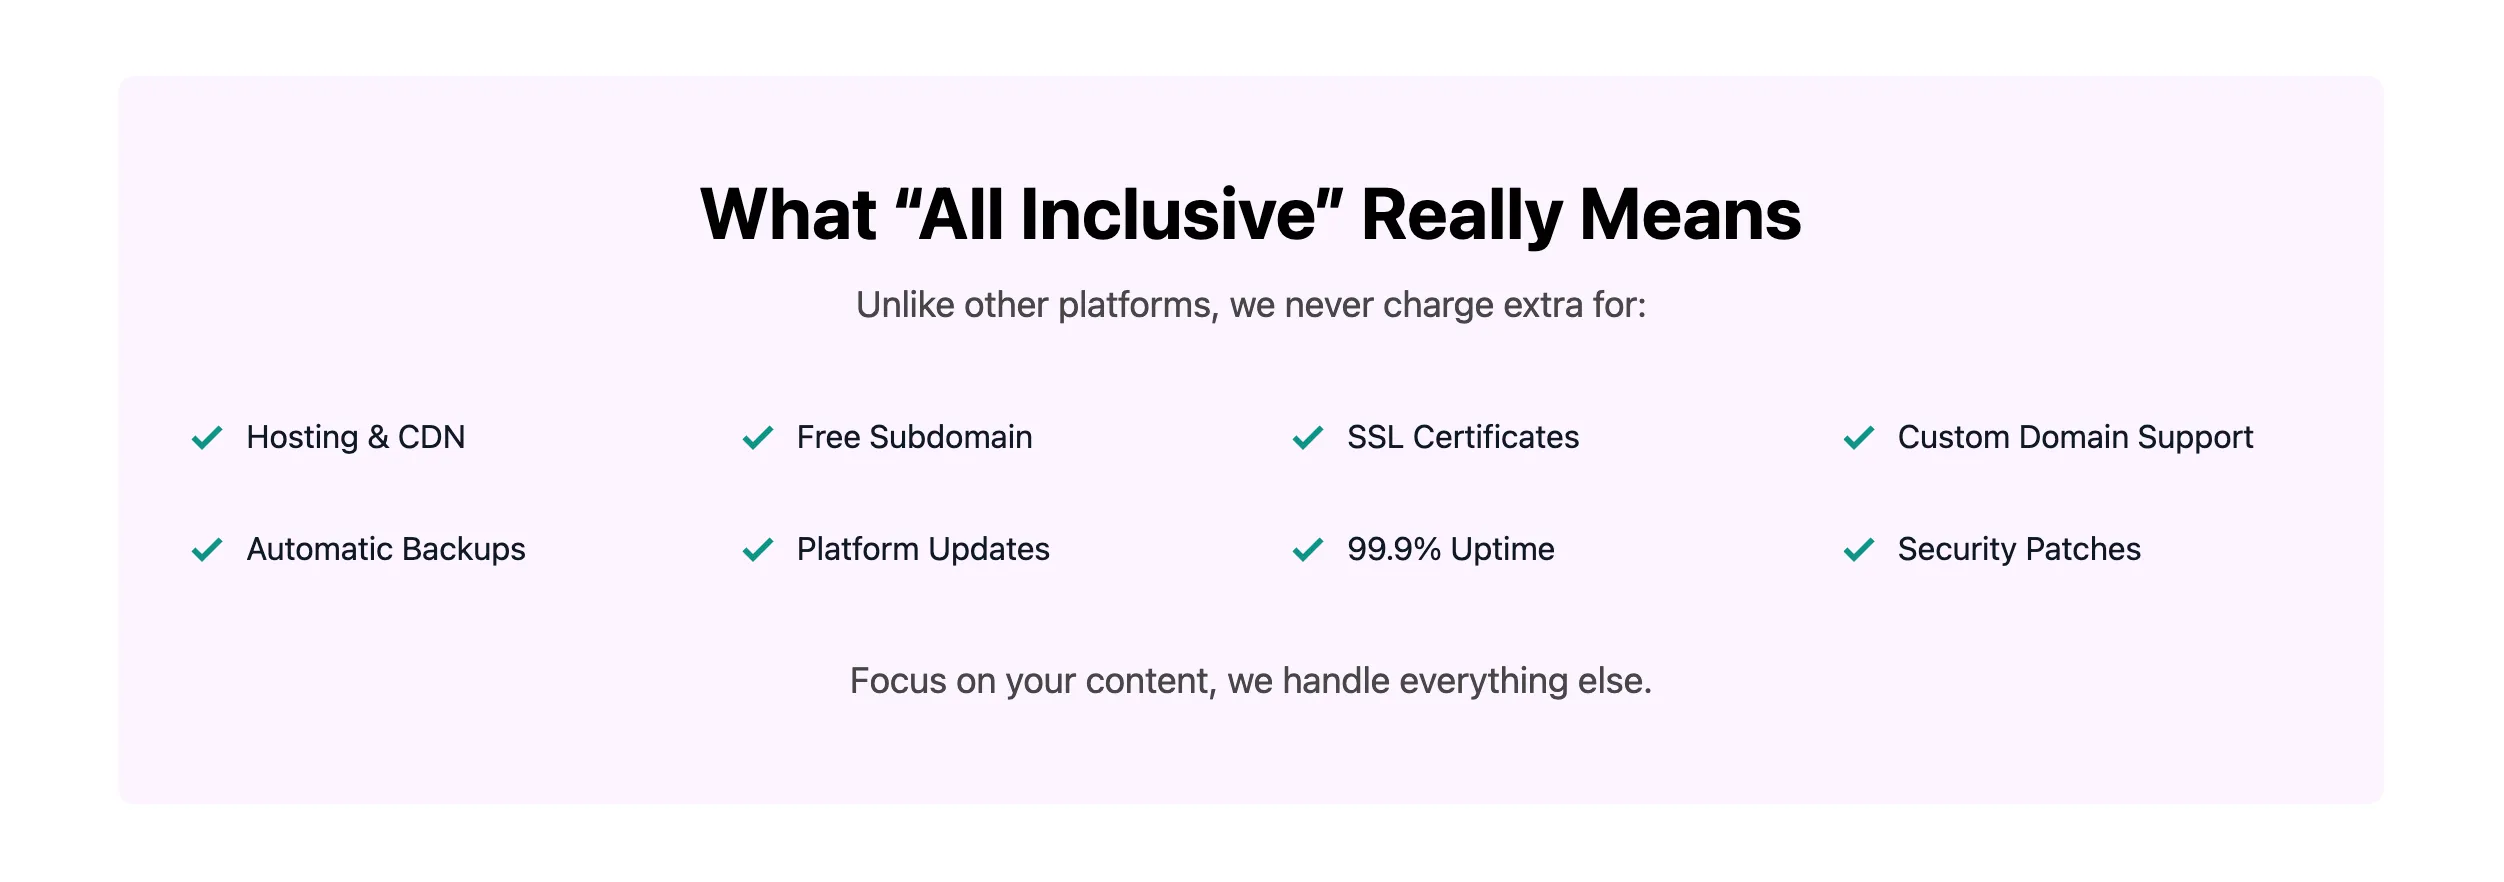 What “All Inclusive” Really Means
Unlike other platforms, we never charge extra for:
Hosting & CDN
Free Subdomain
SSL Certificates
Custom Domain Support
Automatic Backups
Platform Updates
99.9% Uptime
Security Patches
Focus on your content, we handle everything else.